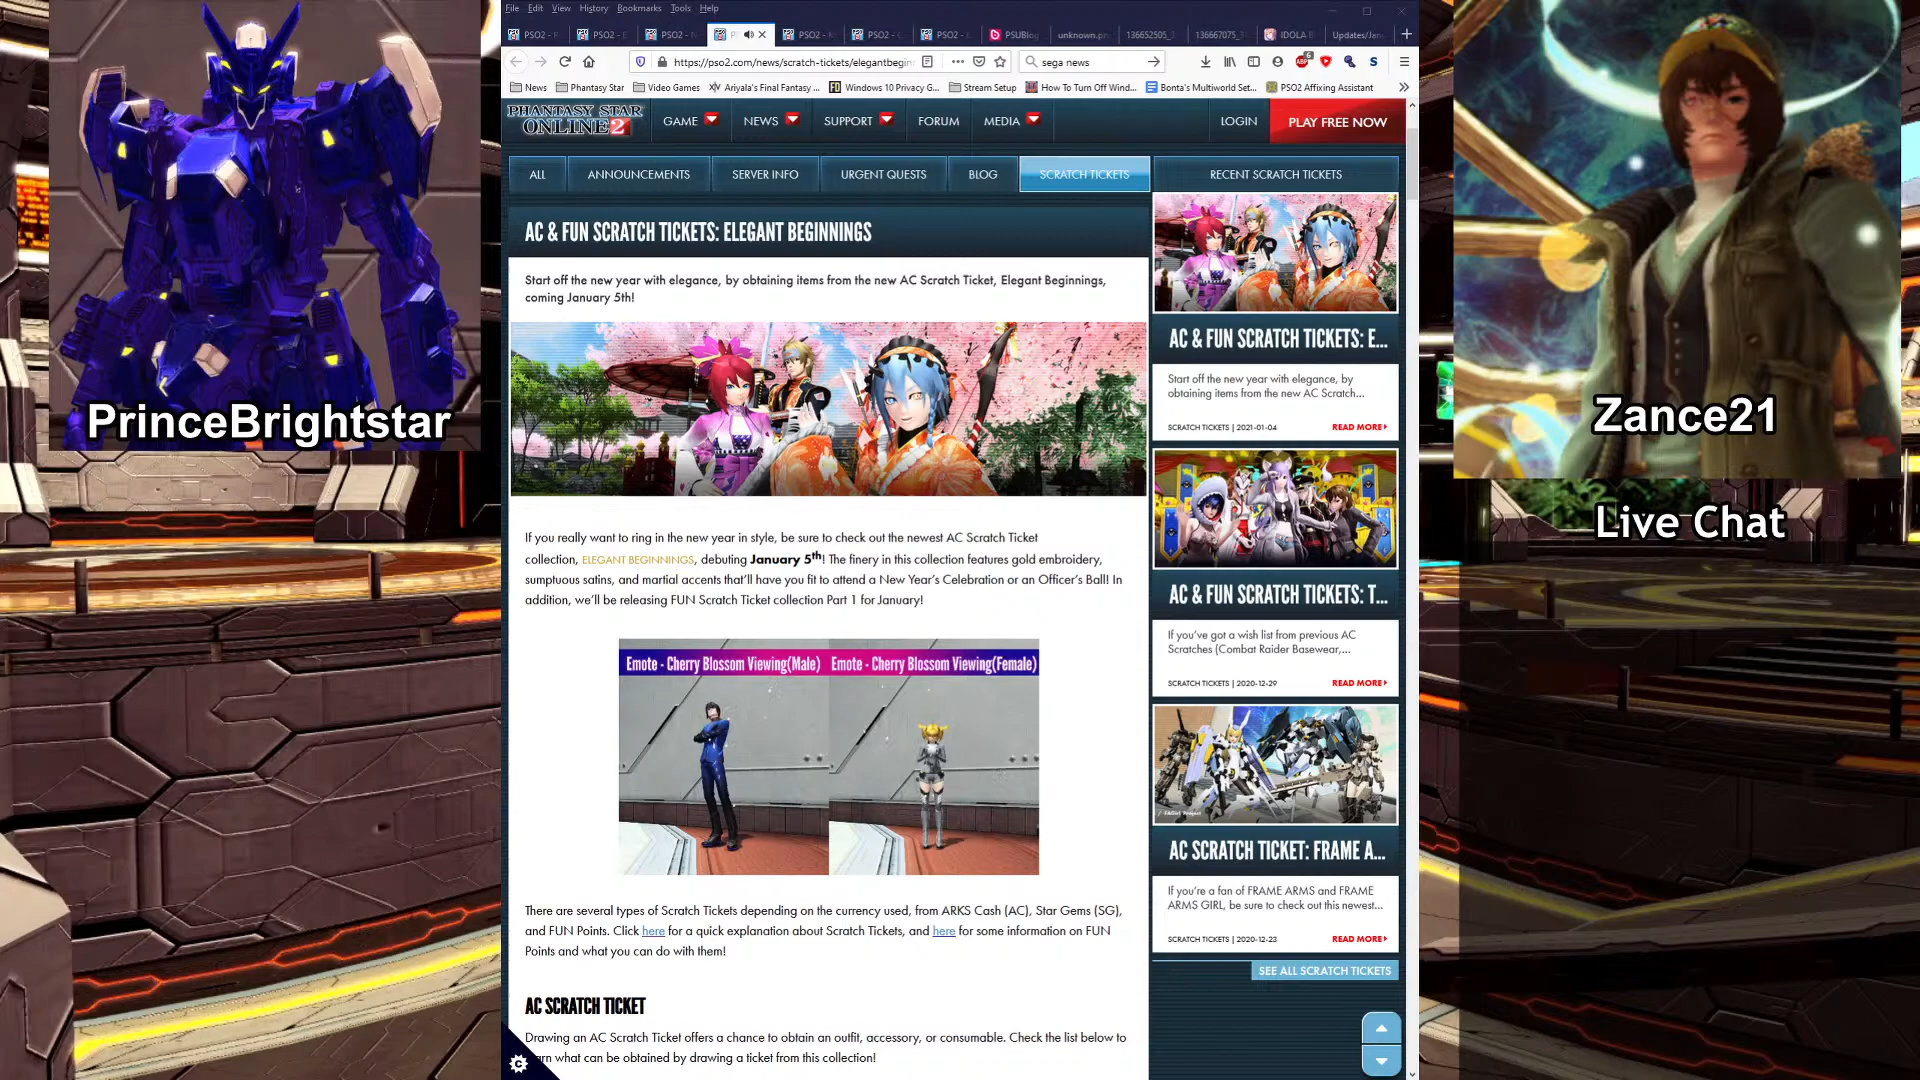 File Edit View History Bookmarks Tools Help
PSO2 - PSO2 - E PSO2 - N PSO2 - PSO2 - PSO2 - PSUBlog unknown.pn 136652505_ 136667075_ IDOLA Updates/Jan
https://pso2.com/news/scratch-tickets/elegantbegin
sega news
News Phantasy Star Video Games Ariyala's Final Fantasy ... Windows 10 Privacy G... Stream Setup How To Turn Off Wind... Bonta's Multiworld Set... PSO2 Affixing Assistant
PHANTASY STAR
ONLINE 2
GAME NEWS SUPPORT FORUM MEDIA LOGIN PLAY FREE NOW
ALL ANNOUNCEMENTS SERVER INFO URGENT QUESTS BLOG SCRATCH TICKETS RECENT SCRATCH TICKETS
AC & FUN SCRATCH TICKETS: ELEGANT BEGINNINGS
Start off the new year with elegance, by obtaining items from the new AC Scratch Ticket, Elegant Beginnings,
coming January 5th!
If you really want to ring in the new year in style, be sure to check out the newest AC Scratch Ticket
collection, ELEGANT BEGINNINGS, debuting January 5th! The finery in this collection features gold embroidery,
sumptuous satins, and martial accents that'll have you fit to attend a New Year's Celebration or an Officer's Ball! In
addition, we'll be releasing FUN Scratch Ticket collection Part 1 for January!
Emote - Cherry Blossom Viewing(Male) Emote - Cherry Blossom Viewing(Female)
There are several types of Scratch Tickets depending on the currency used, from ARKS Cash (AC), Star Gems (SG),
and FUN Points. Click here for a quick explanation about Scratch Tickets, and here for some information on FUN
Points and what you can do with them!
AC SCRATCH TICKET
Drawing an AC Scratch Ticket offers a chance to obtain an outfit, accessory, or consumable. Check the list below to
what can be obtained by drawing a ticket from this collection!
AC & FUN SCRATCH TICKETS: E...
Start off the new year with elegance, by
obtaining items from the new AC Scratch...
SCRATCH TICKETS | 2021-01-04 READ MORE
AC & FUN SCRATCH TICKETS: T...
If you've got a wish list from previous AC
Scratches (Combat Raider Basewear,...
SCRATCH TICKETS | 2020-12-29 READ MORE
AC SCRATCH TICKET: FRAME A...
If you're a fan of FRAME ARMS and FRAME
ARMS GIRL, be sure to check out this newest...
SCRATCH TICKETS | 2020-12-23 READ MORE
SEE ALL SCRATCH TICKETS
PrinceBrightstar
Zance21
Live Chat